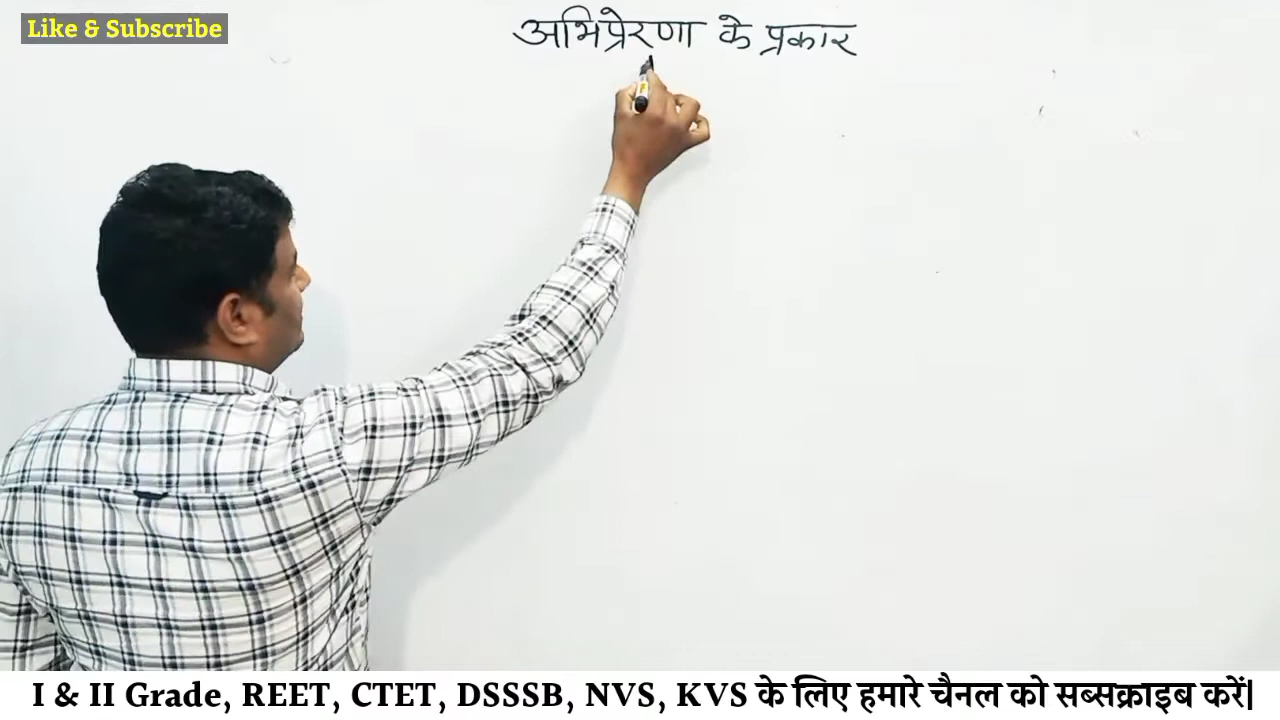 Like & Subscribe
अभिप्रेरणा के प्रकार
I & II Grade, REET, CTET, DSSSB, NVS, KVS के लिए हमारे चैनल को सब्सक्राइब करें|